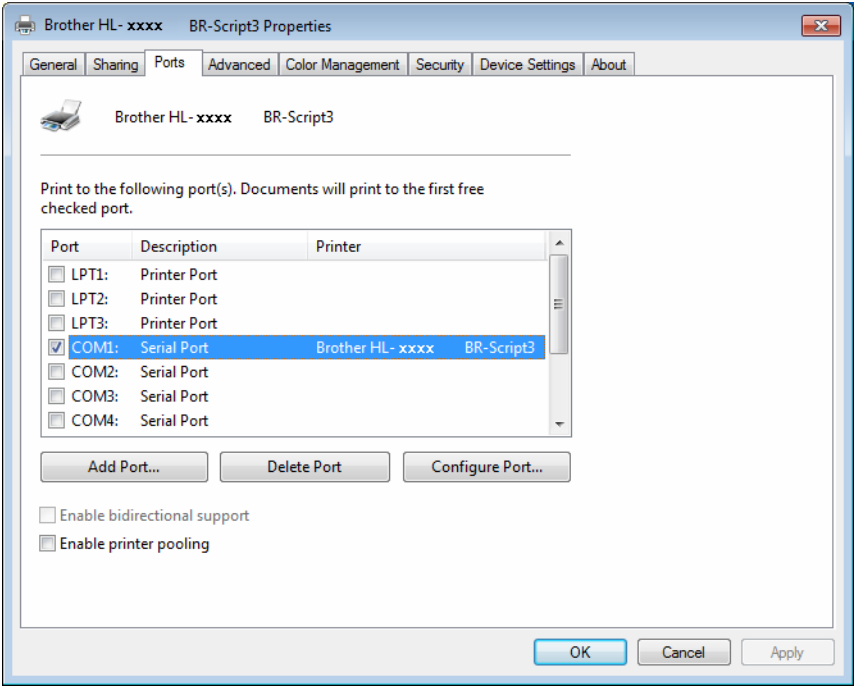 Brother HL- xxxx BR-Script3 Properties
General Sharing Ports Advanced Color Management Security Device Settings About
Brother HL- xxxx BR-Script3
Print to the following port(s). Documents will print to the first free
checked port.
Port Description Printer
LPT1: Printer Port
LPT2: Printer Port
LPT3: Printer Port
COM1: Serial Port Brother HL- xxxx BR-Script3
COM2: Serial Port
COM3: Serial Port
COM4: Serial Port
Add Port... Delete Port Configure Port...
Enable bidirectional support
Enable printer pooling
OK Cancel Apply